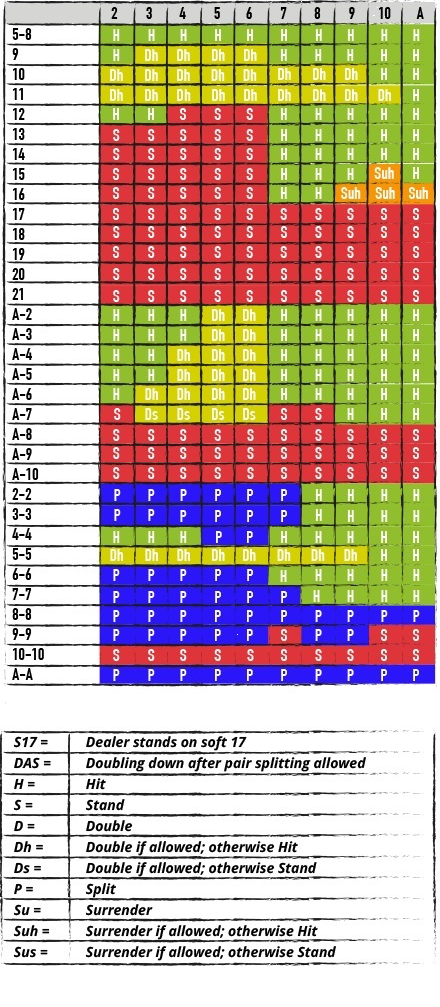 2 3 4 5 6 7 8 9 10 A
5-8 H H H H H H H H H H
9 H Dh Dh Dh Dh H H H H H
10 Dh Dh Dh Dh Dh Dh Dh Dh H H
11 Dh Dh Dh Dh Dh Dh Dh Dh Dh H
12 H H S S S H H H H H
13 S S S S S H H H H H
14 S S S S S H H H H H
15 S S S S S H H H Suh H
16 S S S S S H H Suh Suh Suh
17 S S S S S S S S S S
18 S S S S S S S S S S
19 S S S S S S S S S S
20 S S S S S S S S S S
21 S S S S S S S S S S
A-2 H H H Dh Dh H H H H H
A-3 H H H Dh Dh H H H H H
A-4 H H Dh Dh Dh H H H H H
A-5 H H Dh Dh Dh H H H H H
A-6 H Dh Dh Dh Dh H H H H H
A-7 S Ds Ds Ds Ds S S H H H
A-8 S S S S S S S S S S
A-9 S S S S S S S S S S
A-10 S S S S S S S S S S
2-2 P P P P P P H H H H
3-3 P P P P P P H H H H
4-4 H H H P P H H H H H
5-5 Dh Dh Dh Dh Dh Dh Dh Dh H H
6-6 P P P P P H H H H H
7-7 P P P P P P H H H H
8-8 P P P P P P P P P P
9-9 P P P P P S P P S S
10-10 S S S S S S S S S S
A-A P P P P P P P P P P
S17 = Dealer stands on soft 17
DAS = Doubling down after pair splitting allowed
H = Hit
S = Stand
D = Double
Dh = Double if allowed; otherwise Hit
Ds = Double if allowed; otherwise Stand
P = Split
Su = Surrender
Suh = Surrender if allowed; otherwise Hit
Sus = Surrender if allowed; otherwise Stand